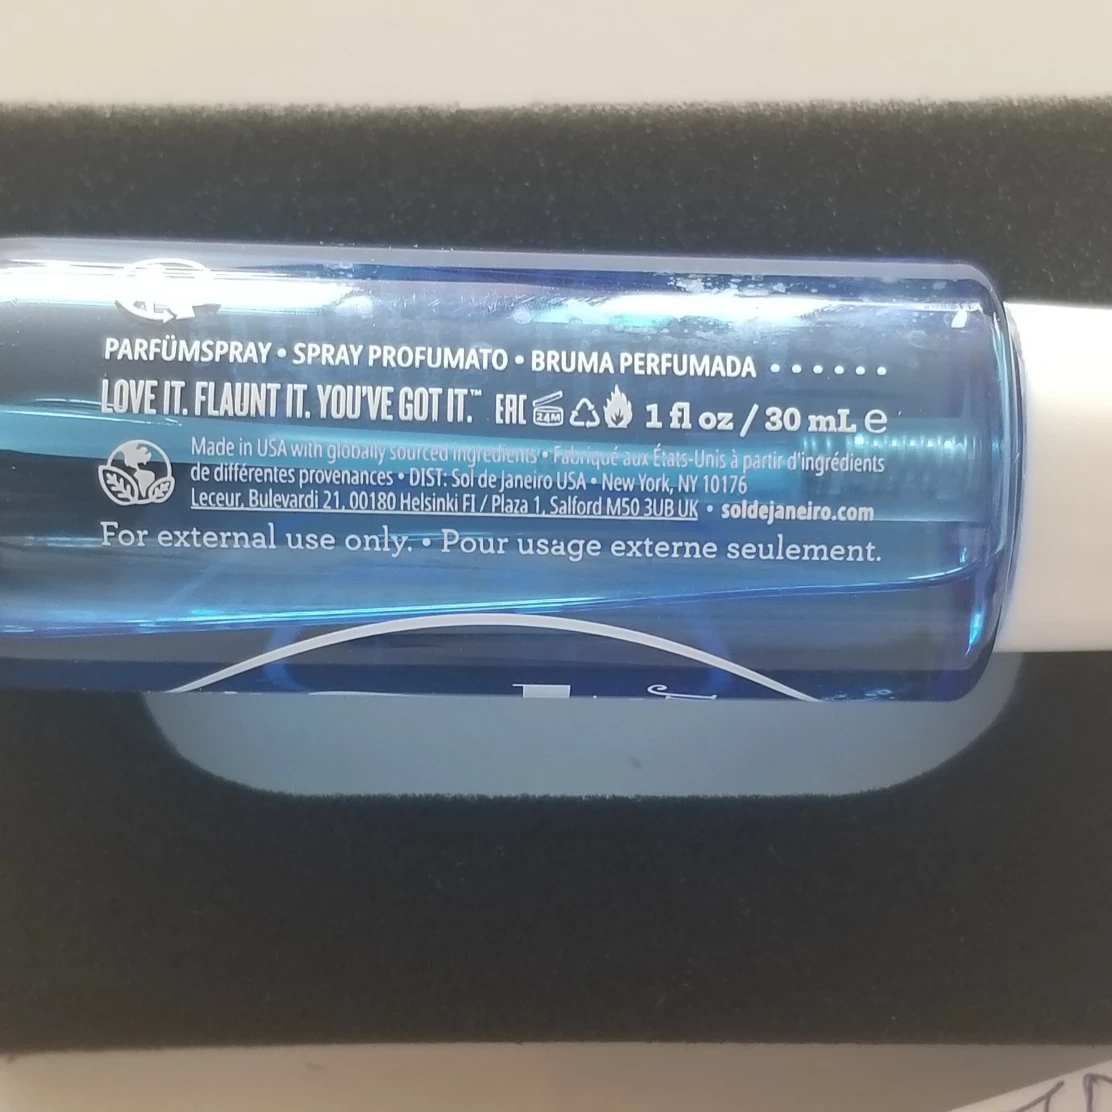 PARFÜMSPRAY • SPRAY PROFUMATO • BRUMA PERFUMADA • • • • • •
LOVE IT. FLAUNT IT. YOU'VE GOT IT.™ EAC 24M 1 fl oz / 30 mL ℮
Made in USA with globally sourced ingredients • Fabriqué aux États-Unis à partir d'ingrédients
de différentes provenances • DIST: Sol de Janeiro USA • New York, NY 10176
Leceur, Bulevardi 21, 00180 Helsinki FI / Plaza 1, Salford M50 3UB UK • soldejaneiro.com
For external use only. • Pour usage externe seulement.